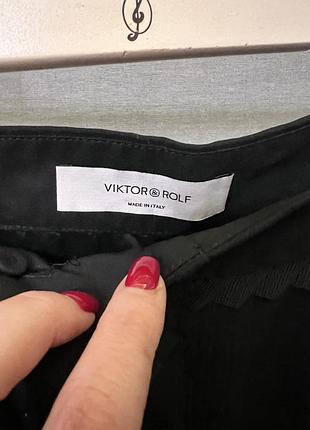 VIKTOR & ROLF
MADE IN ITALY